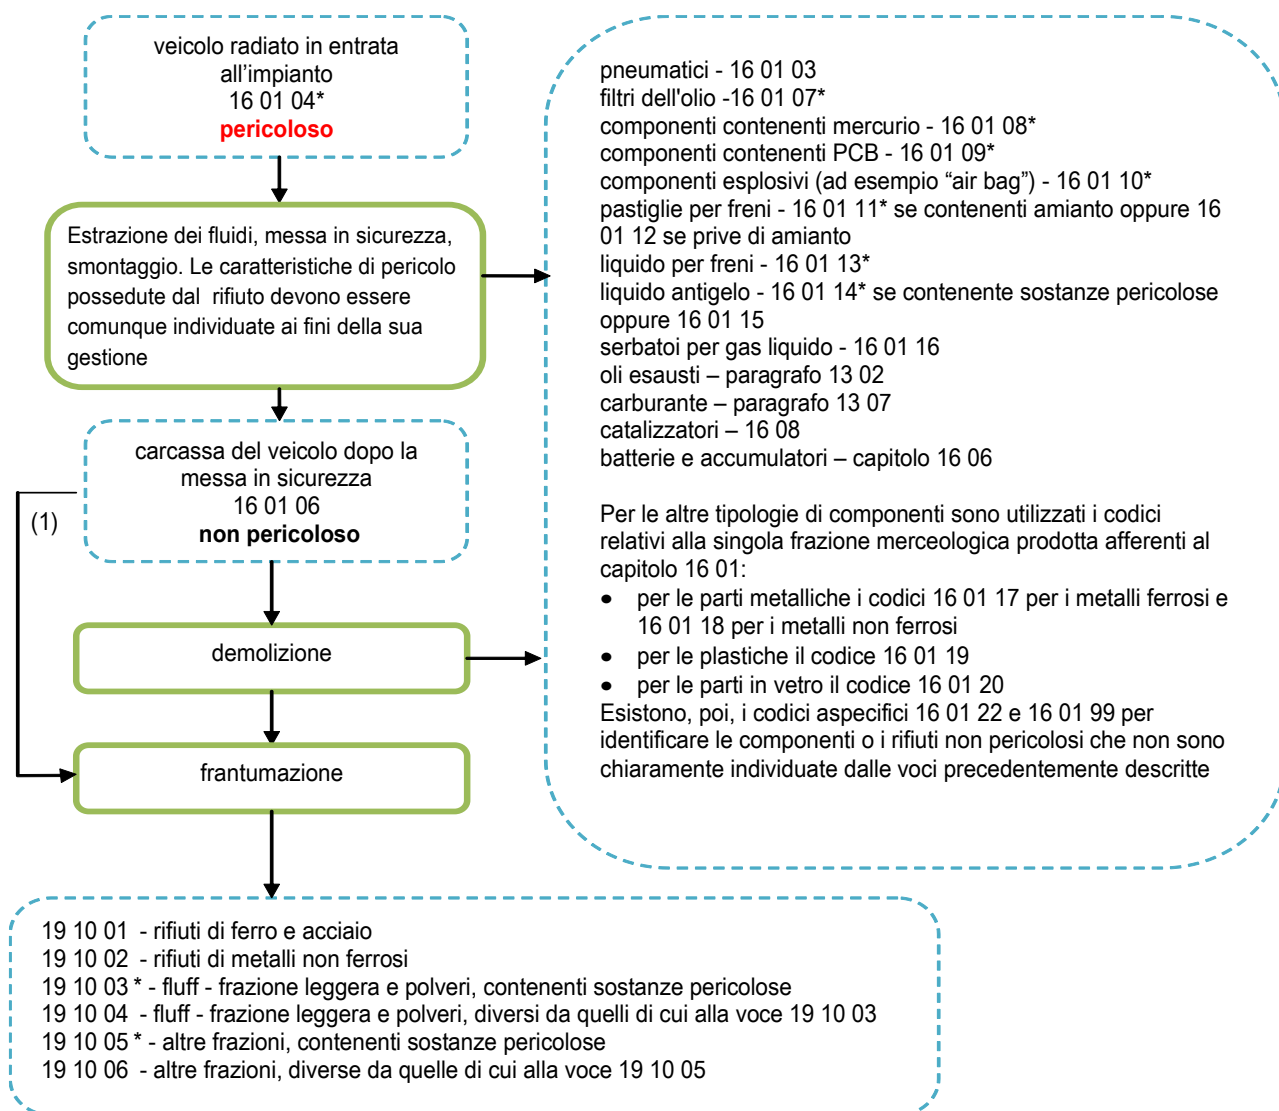 veicolo radiato in entrata
all'impianto
16 01 04*
pericoloso
Estrazione dei fluidi, messa in sicurezza,
smontaggio. Le caratteristiche di pericolo
possedute dal rifiuto devono essere
comunque individuate ai fini della sua
gestione
carcassa del veicolo dopo la
messa in sicurezza
16 01 06
non pericoloso
(1)
demolizione
frantumazione
pneumatici - 16 01 03
filtri dell'olio -16 01 07*
componenti contenenti mercurio - 16 01 08*
componenti contenenti PCB - 16 01 09*
componenti esplosivi (ad esempio “air bag”) - 16 01 10*
pastiglie per freni - 16 01 11* se contenenti amianto oppure 16
01 12 se prive di amianto
liquido per freni - 16 01 13*
liquido antigelo - 16 01 14* se contenente sostanze pericolose
oppure 16 01 15
serbatoi per gas liquido - 16 01 16
oli esausti – paragrafo 13 02
carburante – paragrafo 13 07
catalizzatori – 16 08
batterie e accumulatori – capitolo 16 06
Per le altre tipologie di componenti sono utilizzati i codici
relativi alla singola frazione merceologica prodotta afferenti al
capitolo 16 01:
• per le parti metalliche i codici 16 01 17 per i metalli ferrosi e
16 01 18 per i metalli non ferrosi
• per le plastiche il codice 16 01 19
• per le parti in vetro il codice 16 01 20
Esistono, poi, i codici aspecifici 16 01 22 e 16 01 99 per
identificare le componenti o i rifiuti non pericolosi che non sono
chiaramente individuate dalle voci precedentemente descritte
19 10 01 - rifiuti di ferro e acciaio
19 10 02 - rifiuti di metalli non ferrosi
19 10 03 * - fluff - frazione leggera e polveri, contenenti sostanze pericolose
19 10 04 - fluff - frazione leggera e polveri, diversi da quelli di cui alla voce 19 10 03
19 10 05 * - altre frazioni, contenenti sostanze pericolose
19 10 06 - altre frazioni, diverse da quelle di cui alla voce 19 10 05